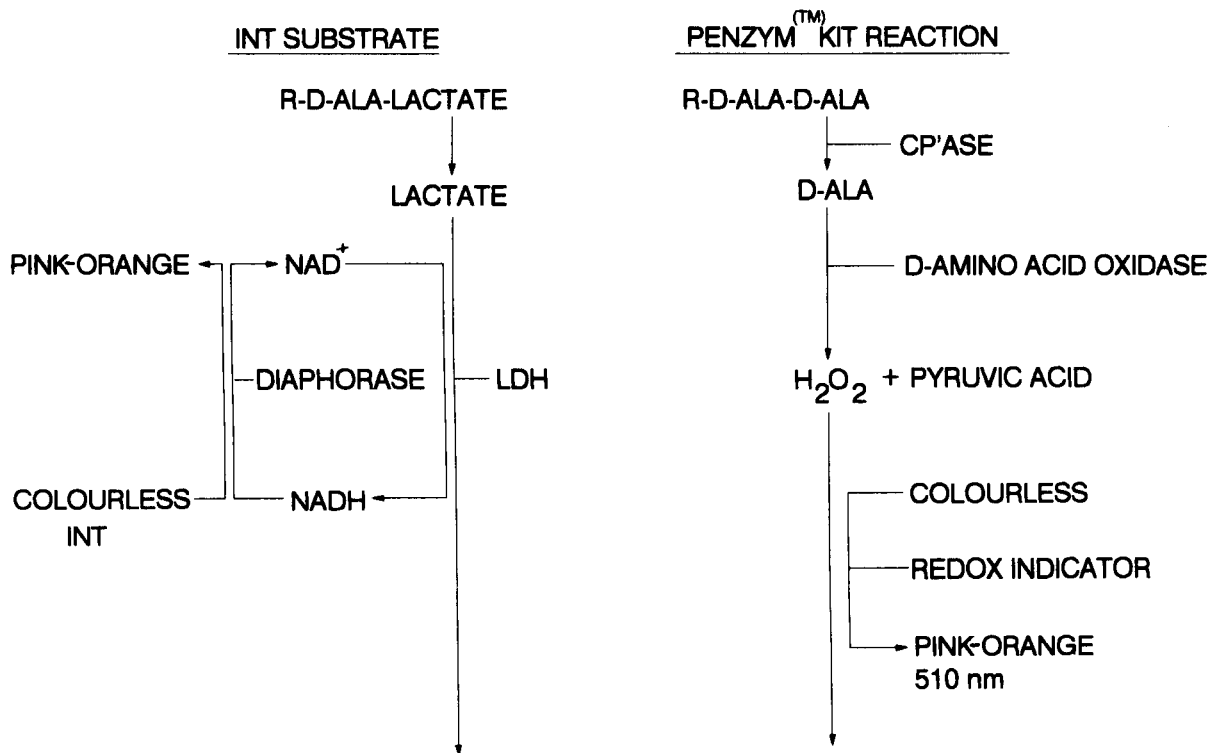 INT SUBSTRATE
R-D-ALA-LACTATE
LACTATE
PINK-ORANGE
NAD+
DIAPHORASE
LDH
COLOURLESS
INT
NADH
PENZYM(TM) KIT REACTION
R-D-ALA-D-ALA
CP'ASE
D-ALA
D-AMINO ACID OXIDASE
H2O2 + PYRUVIC ACID
COLOURLESS
REDOX INDICATOR
PINK-ORANGE
510 nm